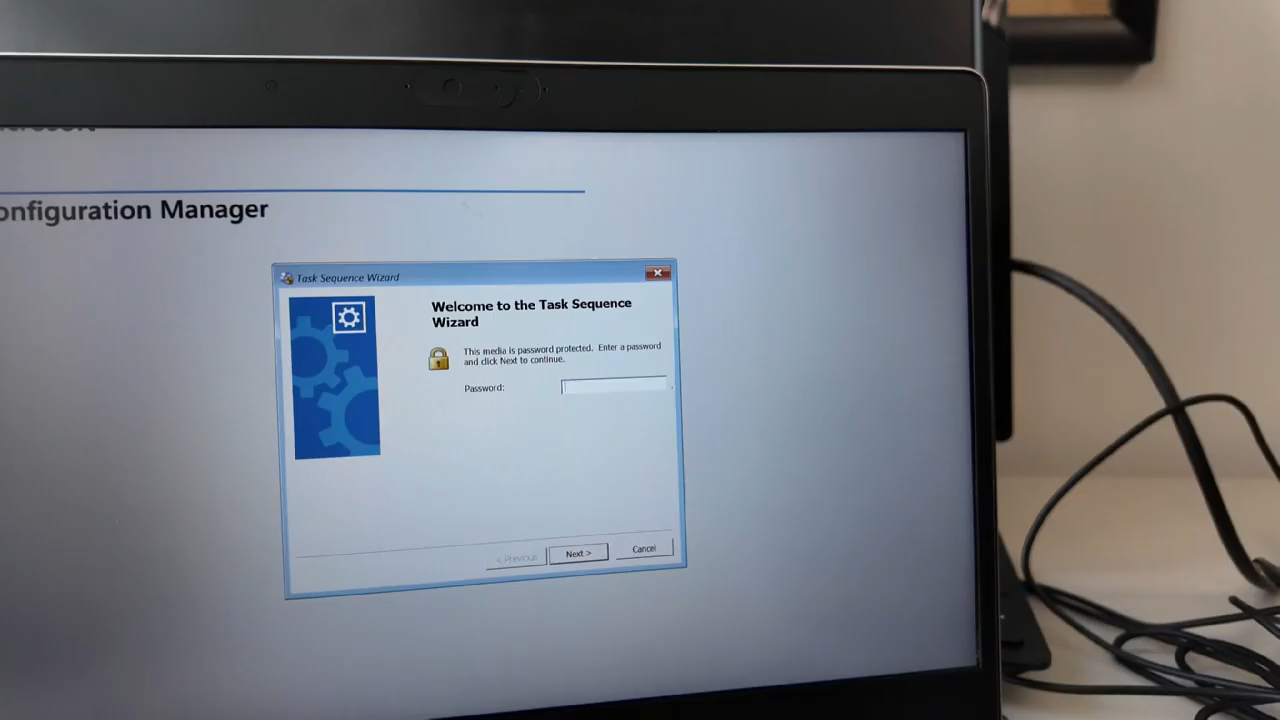 onfiguration Manager
Task Sequence Wizard
Welcome to the Task Sequence
Wizard
This media is password protected. Enter a password
and click Next to continue.
Password:
< Previous
Next >
Cancel